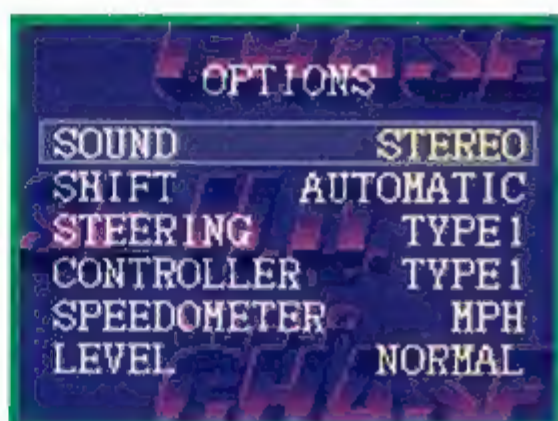 OPTIONS
SOUND STEREO
SHIFT AUTOMATIC
STEERING TYPE1
CONTROLLER TYPE1
SPEEDOMETER MPH
LEVEL NORMAL